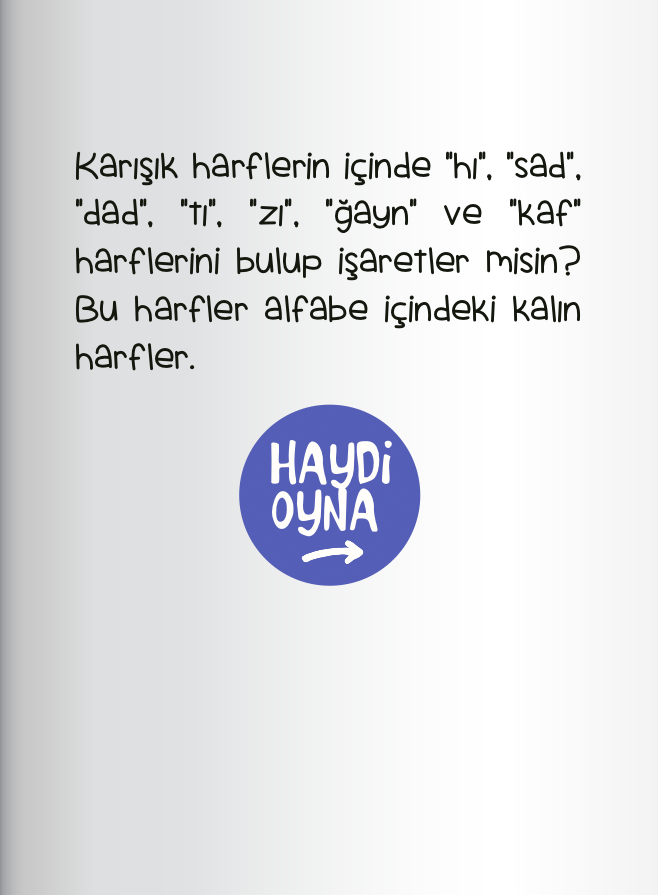 Karışık harflerin içinde "hı", "sad",
"dad", "tı", "zı", "ğayn" ve "kaf"
harflerini bulup işaretler misin?
Bu harfler alfabe içindeki kalın
harfler.
HAYDİ
OYNA